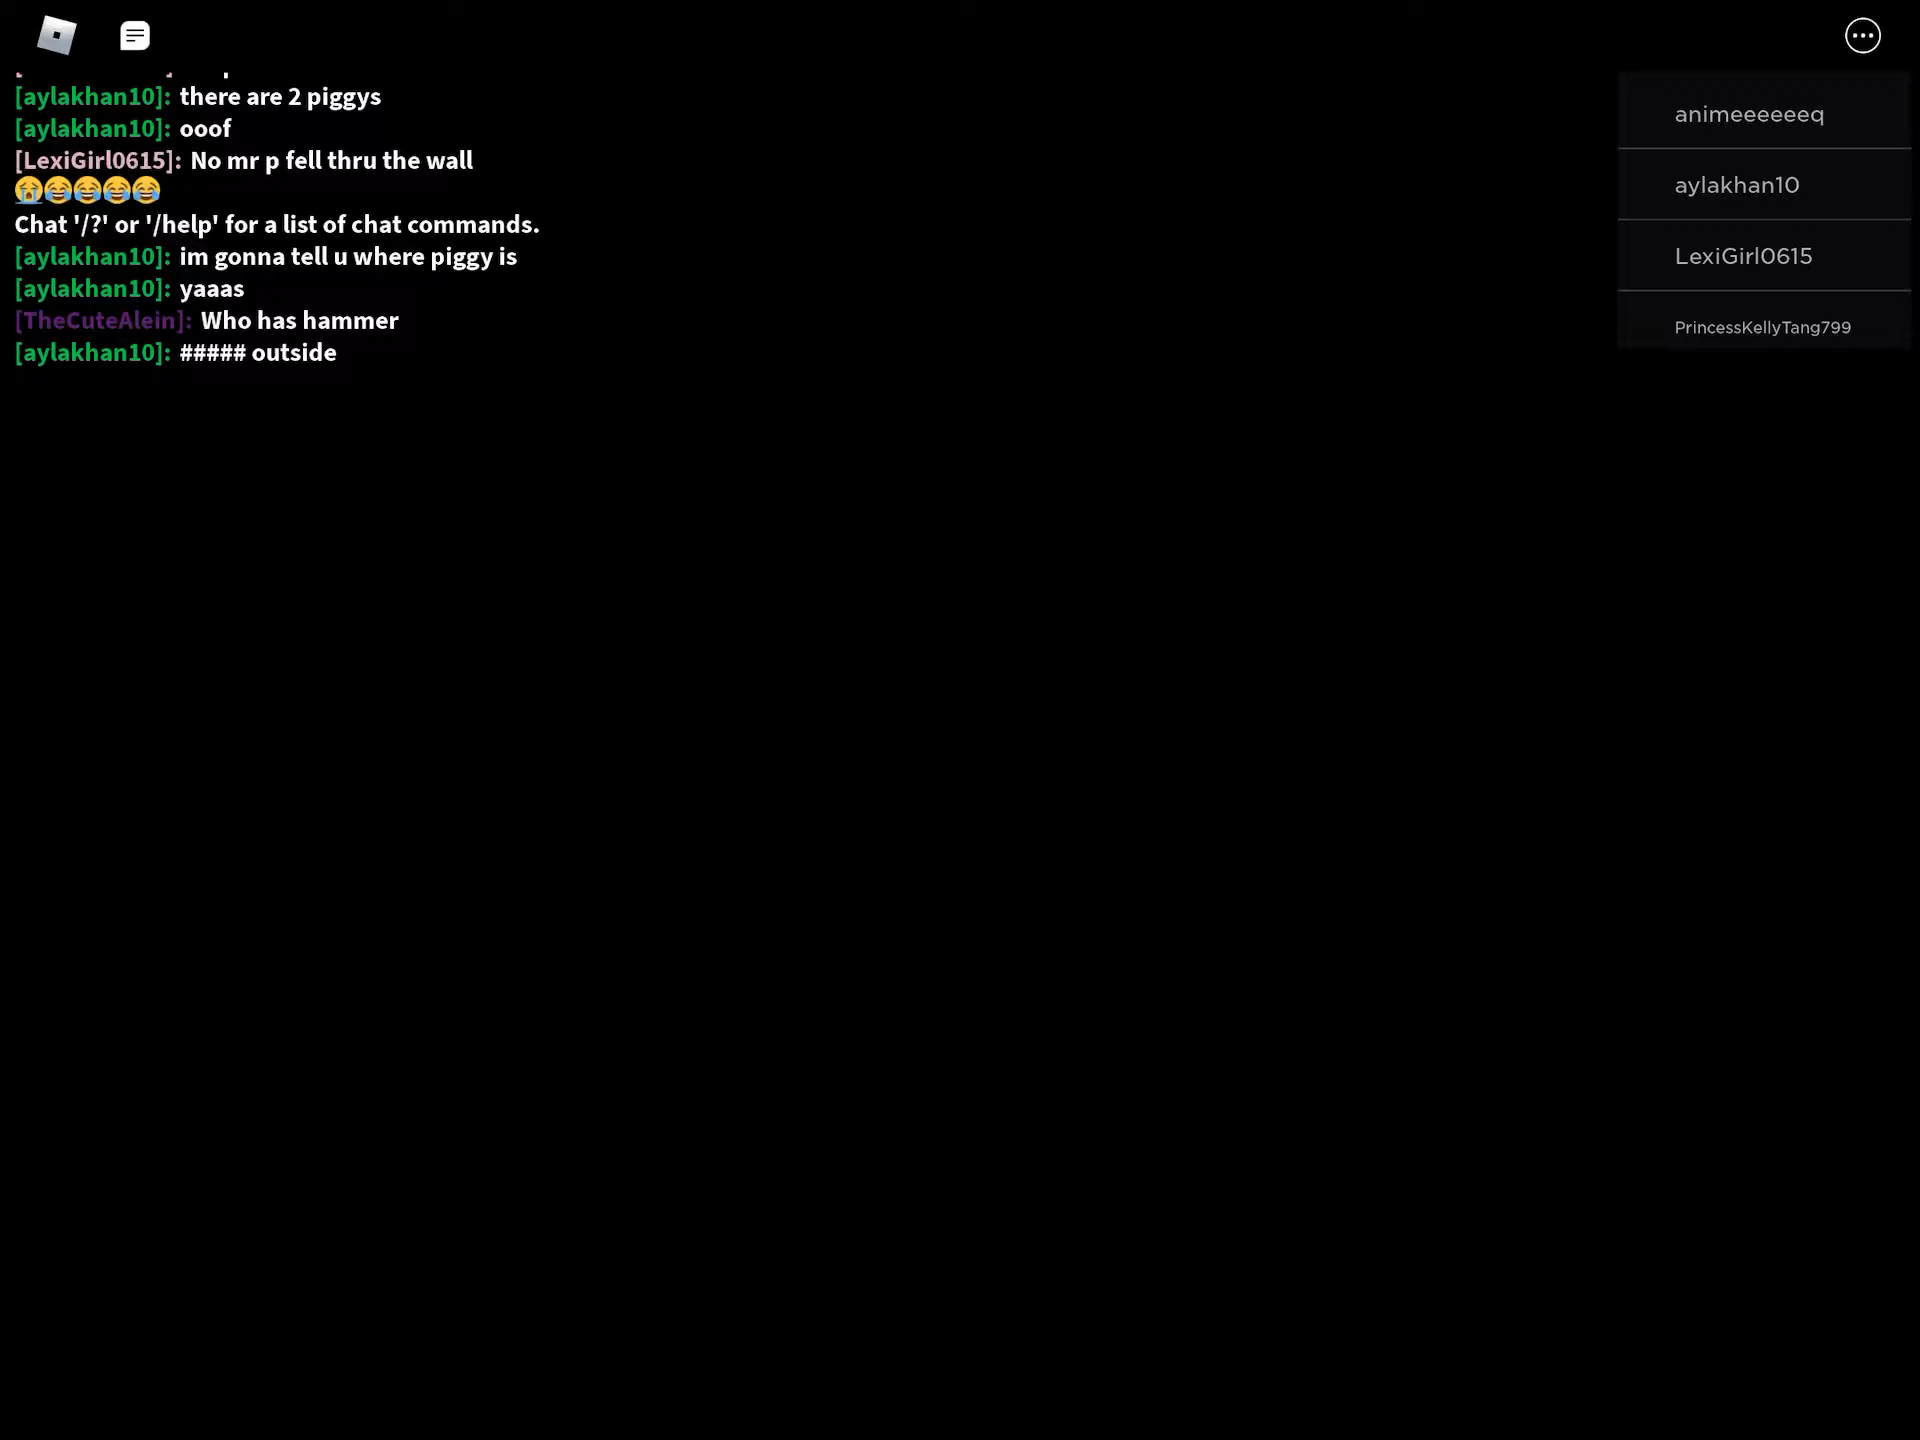 [aylakhan10]: there are 2 piggys
[aylakhan10]: ooof
[LexiGirl0615]: No mr p fell thru the wall
😭😂😂😂😂
Chat '/?' or '/help' for a list of chat commands.
[aylakhan10]: im gonna tell u where piggy is
[aylakhan10]: yaaas
[TheCuteAlein]: Who has hammer
[aylakhan10]: ##### outside
animeeeeeeq
aylakhan10
LexiGirl0615
PrincessKellyTang799